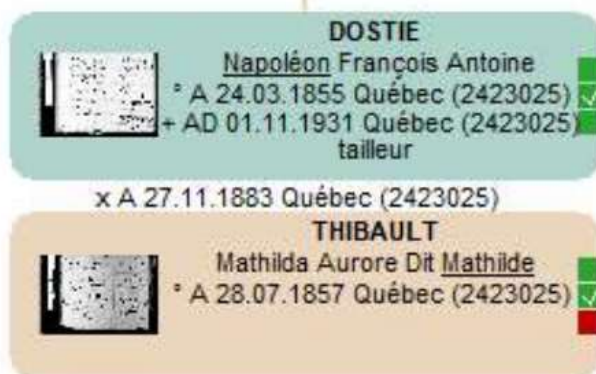 DOSTIE
Napoléon François Antoine
° A 24.03.1855 Québec (2423025)
+ AD 01.11.1931 Québec (2423025)
tailleur
x A 27.11.1883 Québec (2423025)
THIBAULT
Mathilda Aurore Dit Mathilde
° A 28.07.1857 Québec (2423025)